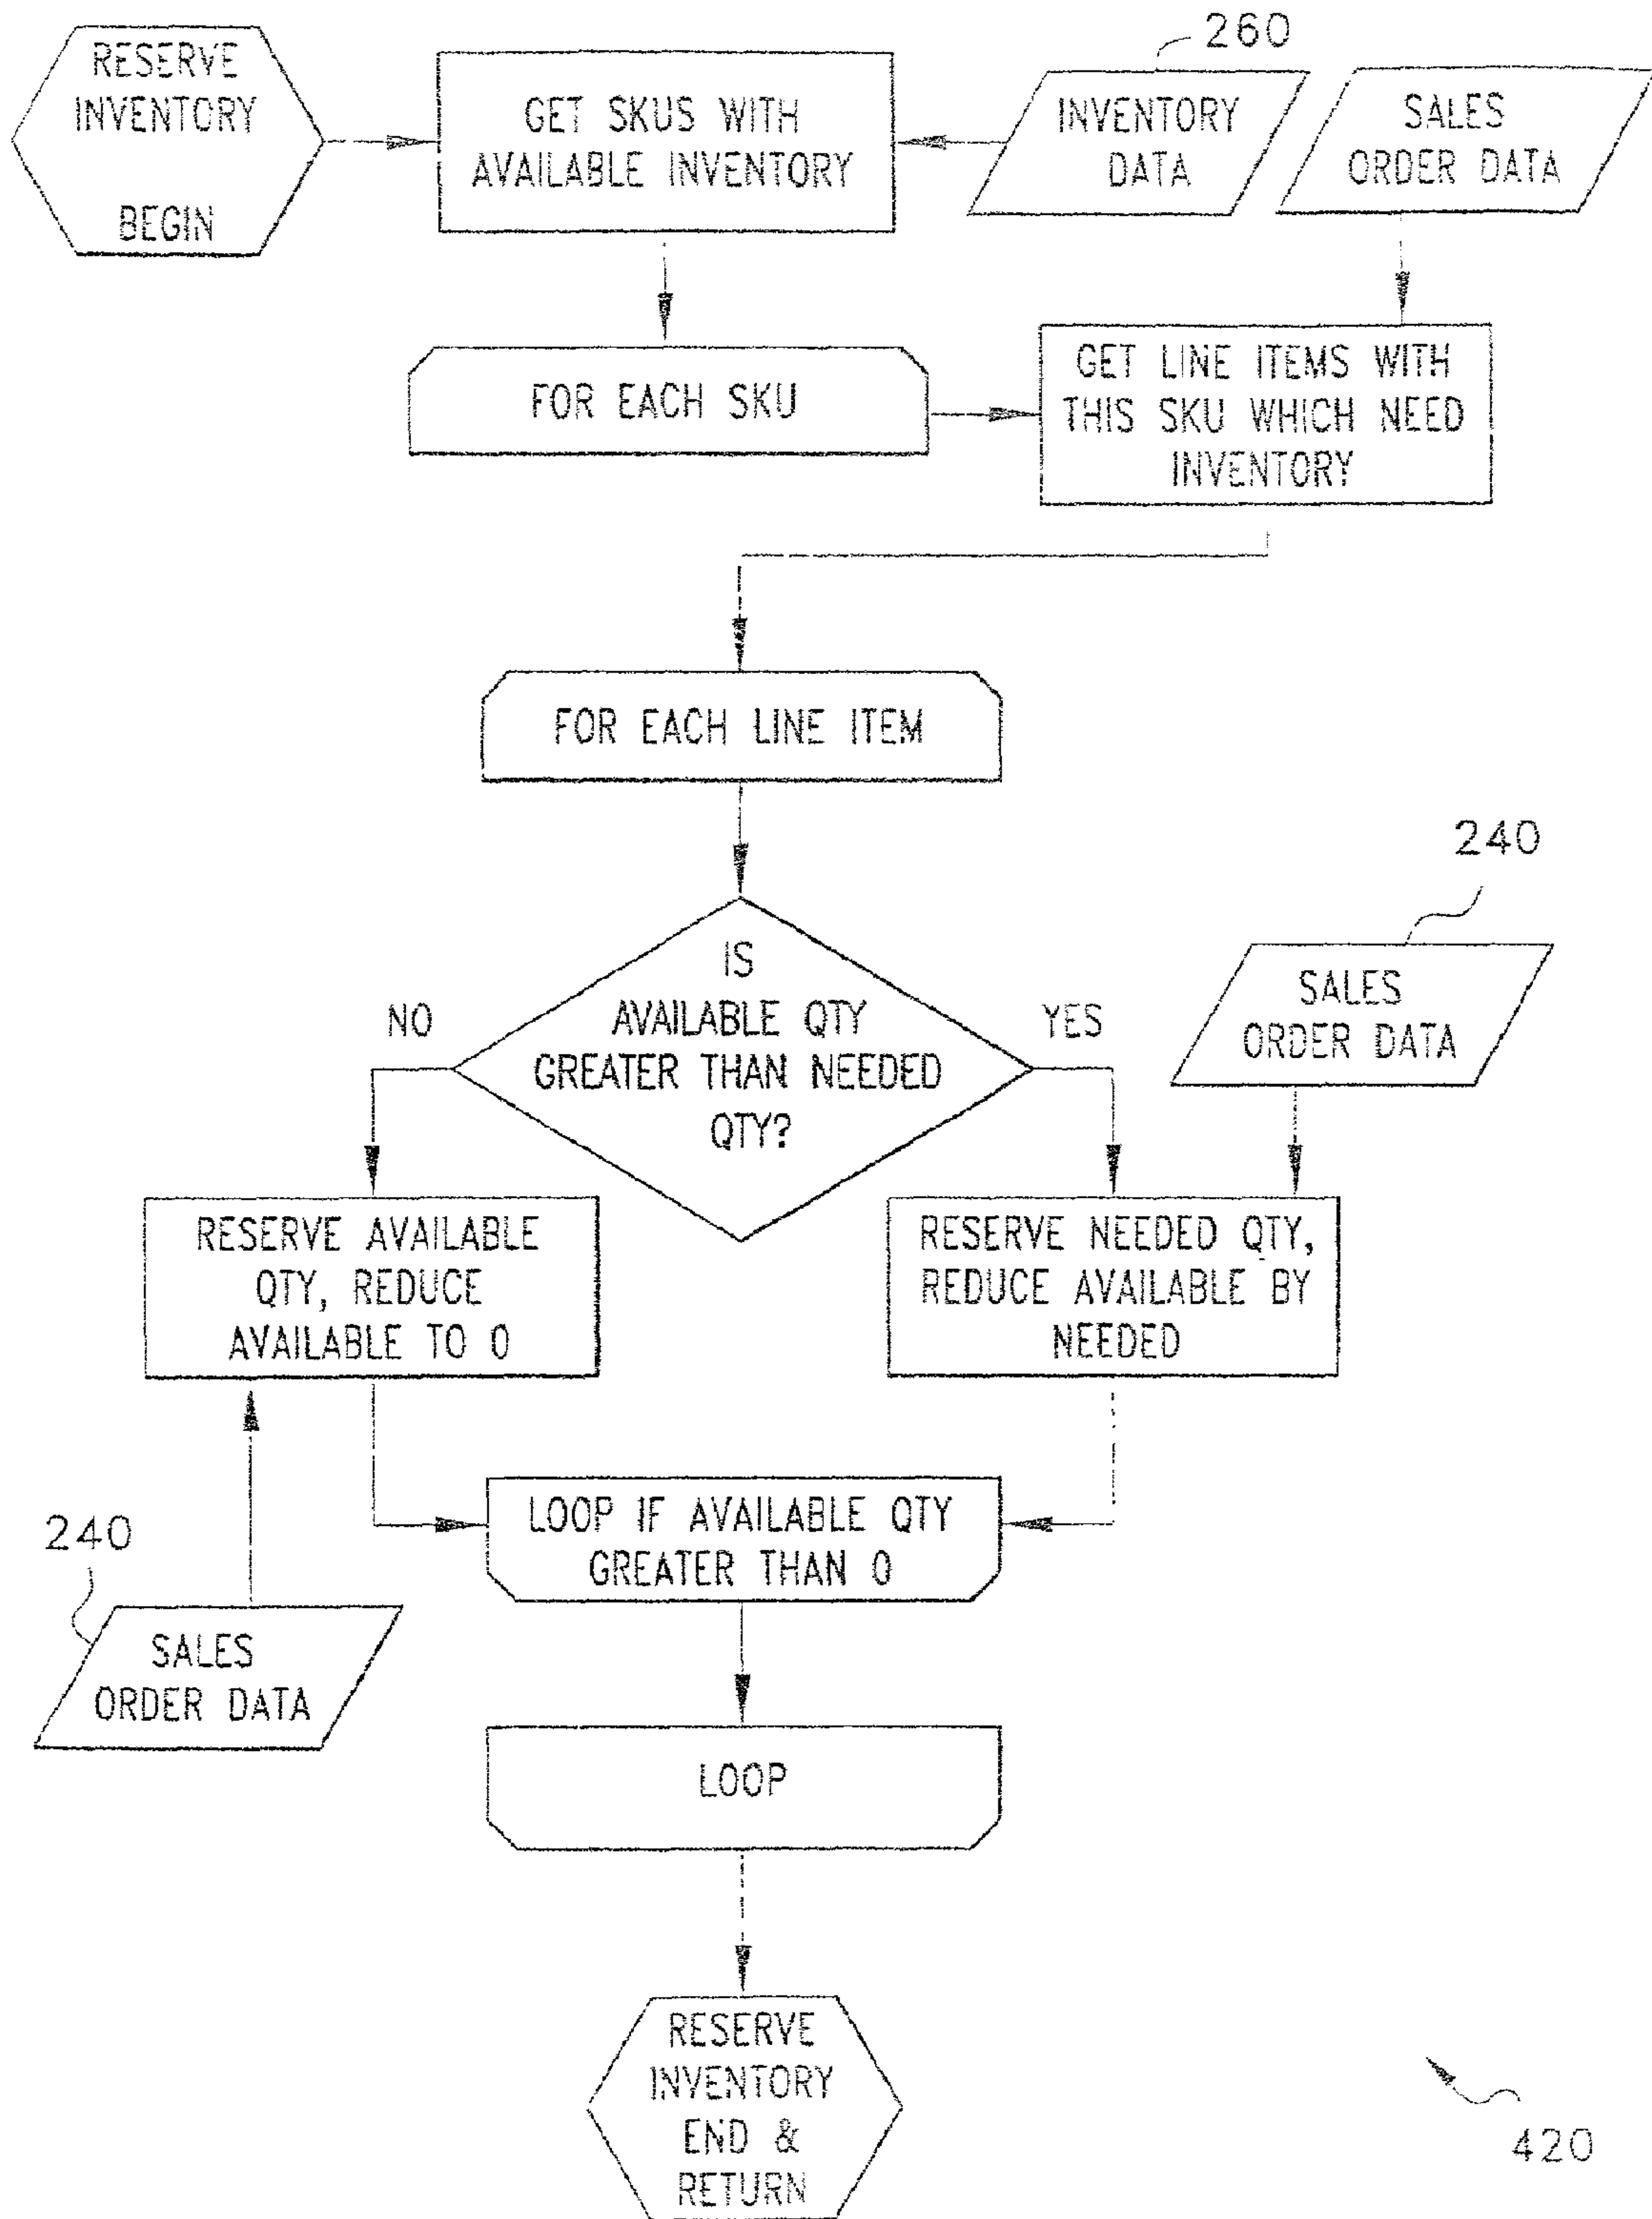 RESERVE
INVENTORY
BEGIN
GET SKUS WITH
AVAILABLE INVENTORY
260
INVENTORY
DATA
SALES
ORDER DATA
FOR EACH SKU
GET LINE ITEMS WITH
THIS SKU WHICH NEED
INVENTORY
FOR EACH LINE ITEM
IS
AVAILABLE QTY
GREATER THAN NEEDED
QTY?
NO
YES
240
SALES
ORDER DATA
RESERVE AVAILABLE
QTY, REDUCE
AVAILABLE TO 0
RESERVE NEEDED QTY,
REDUCE AVAILABLE BY
NEEDED
LOOP IF AVAILABLE QTY
GREATER THAN 0
240
SALES
ORDER DATA
LOOP
RESERVE
INVENTORY
END &
RETURN
420